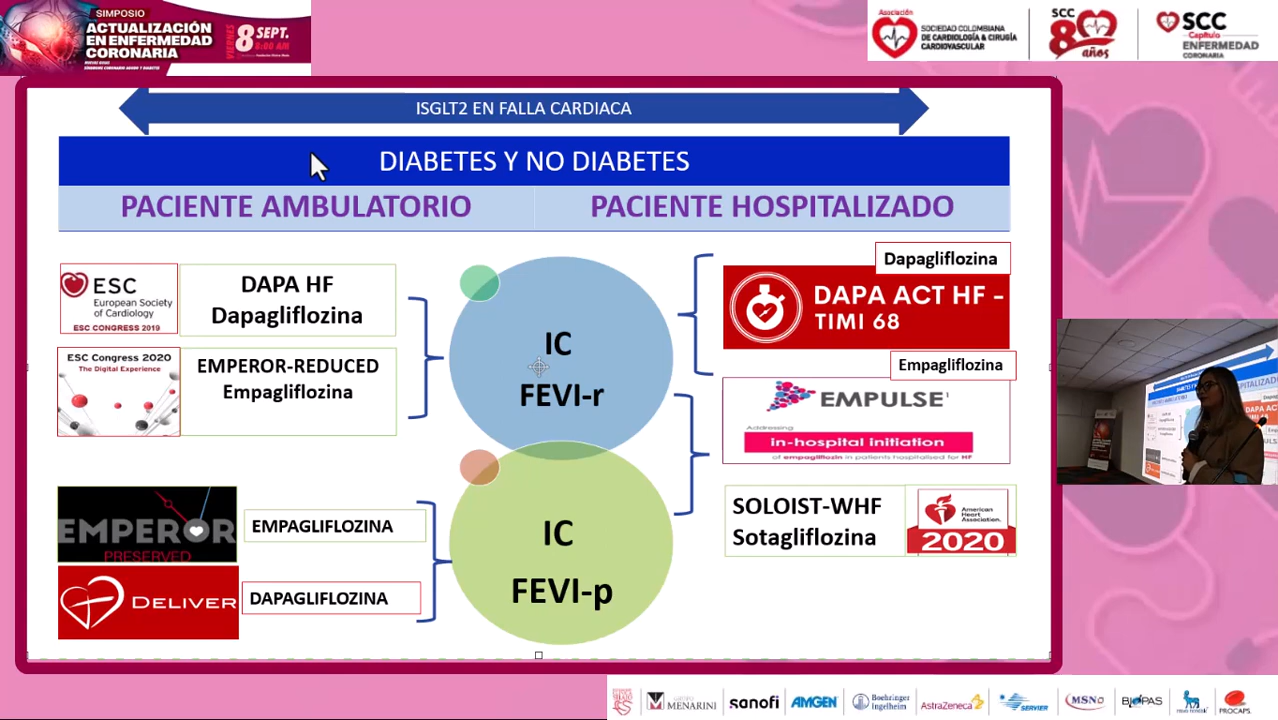 SIMPOSIO
ACTUALIZACIÓN
EN ENFERMEDAD
CORONARIA
VIERNES
8 SEPT.
8:00 AM
Asociación
SOCIEDAD COLOMBIANA
DE CARDIOLOGÍA & CIRUGÍA
CARDIOVASCULAR
SCC
80
años
SCC
Capítulo
ENFERMEDAD
CORONARIA
ISGLT2 EN FALLA CARDIACA
DIABETES Y NO DIABETES
PACIENTE AMBULATORIO
PACIENTE HOSPITALIZADO
ESC
European Society
of Cardiology
ESC CONGRESS 2019
DAPA HF
Dapagliflozina
ESC Congress 2020
The Digital Experience
EMPEROR-REDUCED
Empagliflozina
EMPEROR
PRESERVED
EMPAGLIFLOZINA
DELIVER
DAPAGLIFLOZINA
IC
FEVI-r
IC
FEVI-p
Dapagliflozina
DAPA ACT HF -
TIMI 68
Empagliflozina
EMPULSE
Addressing
in-hospital initiation
of empagliflozin in patients hospitalised for HF
SOLOIST-WHF
Sotagliflozina
American
Heart
Association.
2020
MENARINI
sanofi
AMGEN
Boehringer
Ingelheim
AstraZeneca
SERVIER
MSN
BIOPAS
PROCAPS